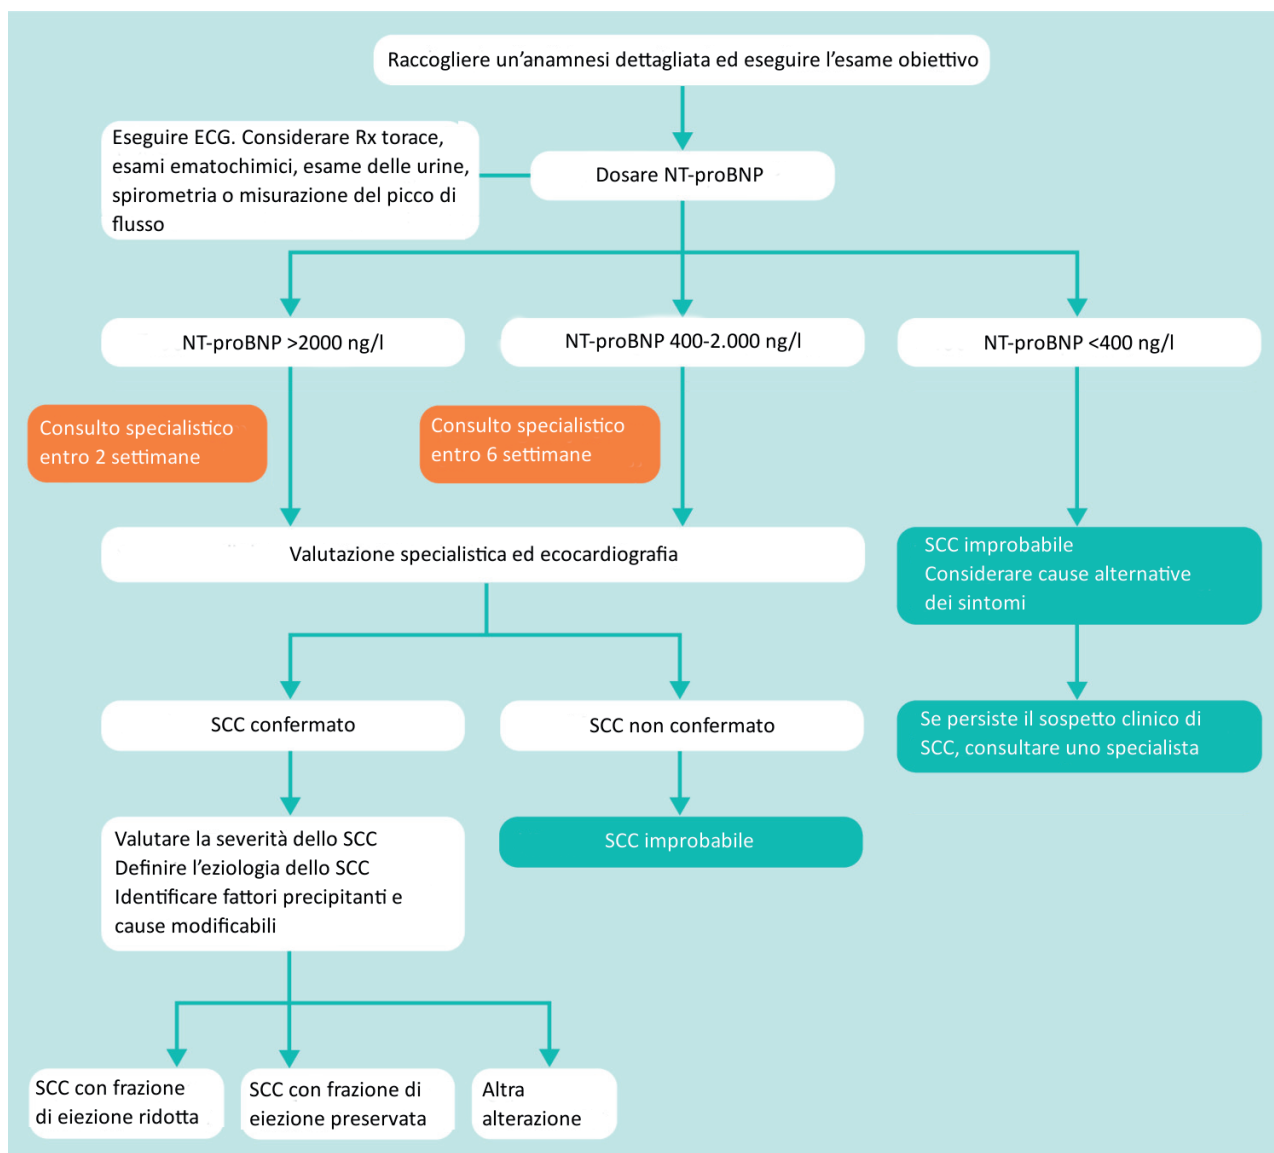 Raccogliere un'anamnesi dettagliata ed eseguire l'esame obiettivo
Eseguire ECG. Considerare Rx torace,
esami ematochimici, esame delle urine,
spirometria o misurazione del picco di
flusso
Dosare NT-proBNP
NT-proBNP >2000 ng/l
NT-proBNP 400-2.000 ng/l
NT-proBNP <400 ng/l
Consulto specialistico
entro 2 settimane
Consulto specialistico
entro 6 settimane
Valutazione specialistica ed ecocardiografia
SCC improbabile
Considerare cause alternative
dei sintomi
SCC confermato
SCC non confermato
Se persiste il sospetto clinico di
SCC, consultare uno specialista
Valutare la severità dello SCC
Definire l'eziologia dello SCC
Identificare fattori precipitanti e
cause modificabili
SCC improbabile
SCC con frazione
di eiezione ridotta
SCC con frazione di
eiezione preservata
Altra
alterazione